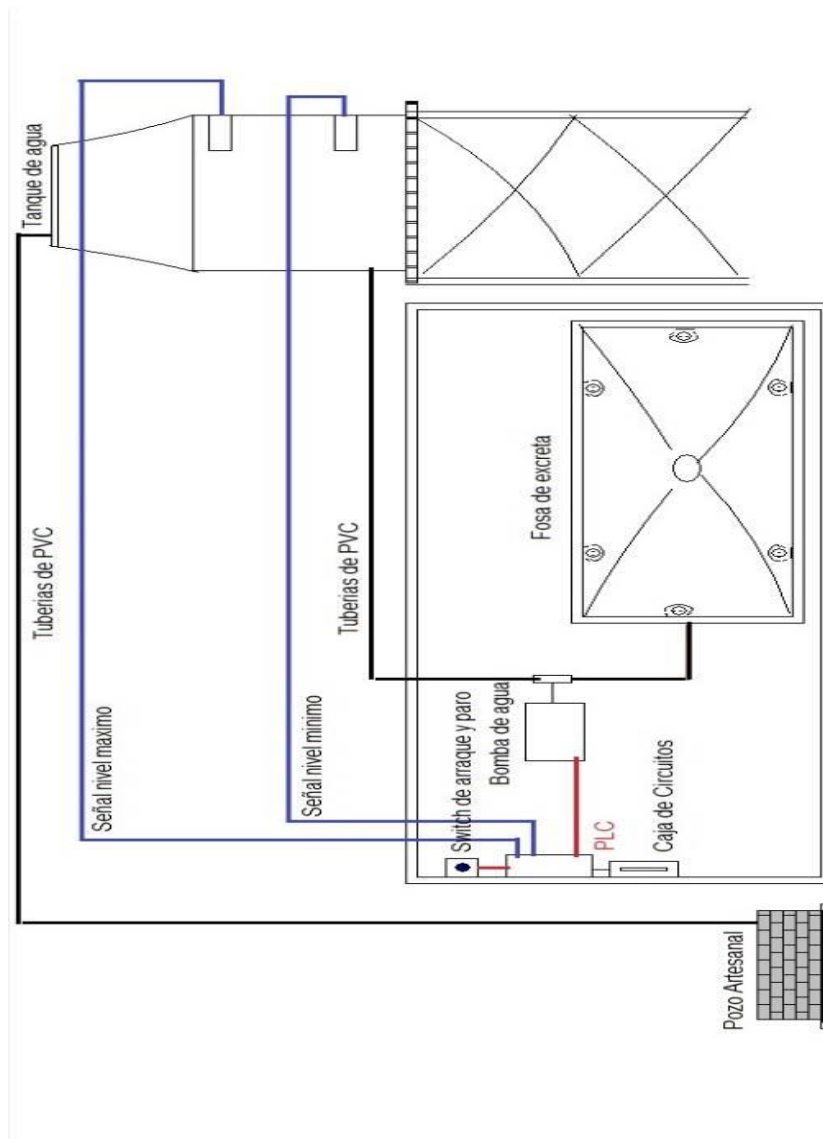 Tanque de agua
Tuberias de PVC
Señal nivel maximo
Señal nivel minimo
Tuberias de PVC
Switch de arraque y paro
Bomba de agua
PLC
Caja de Circuitos
Fosa de excreta
Pozo Artesanal